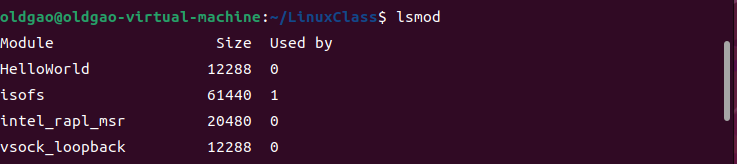 oldgao@oldgao-virtual-machine:~/LinuxClass$ lsmod
Module                  Size  Used by
HelloWorld             12288  0
isofs                  61440  1
intel_rapl_msr         20480  0
vsock_loopback         12288  0